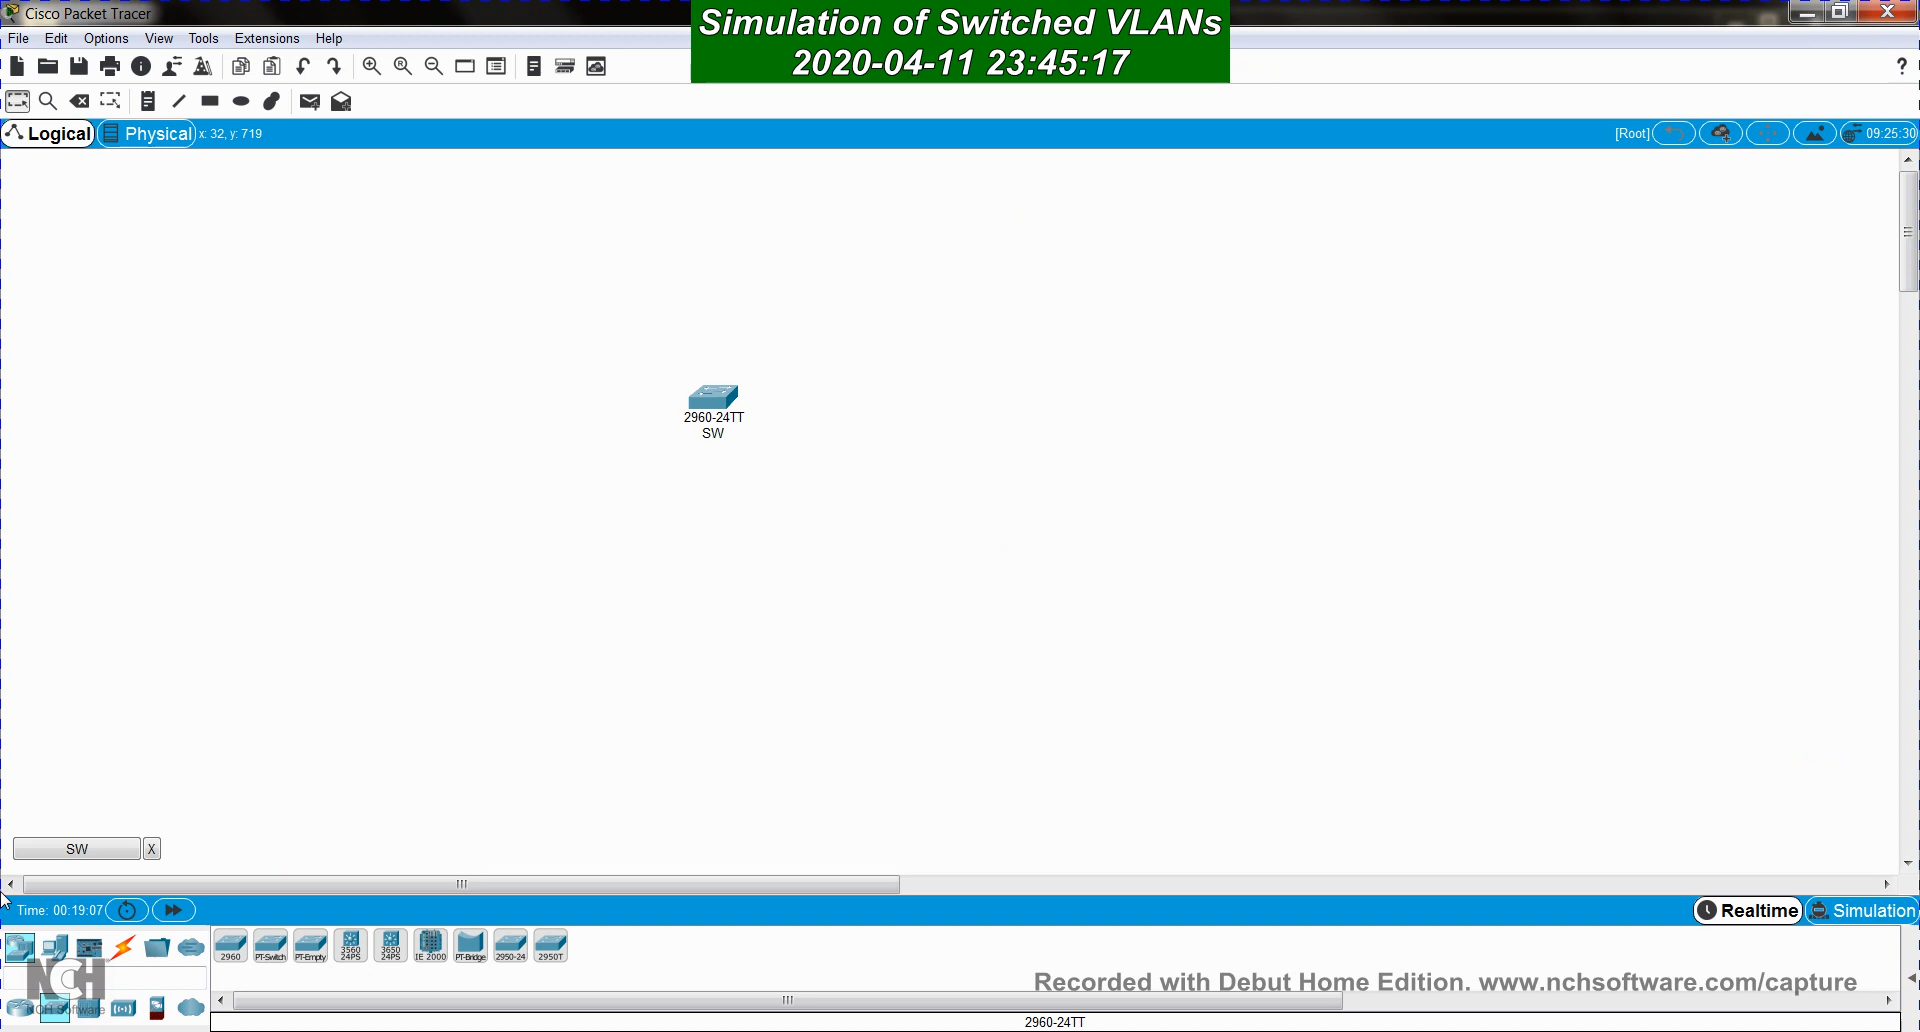 Cisco Packet Tracer
Simulation of Switched VLANs
2020-04-11 23:45:17
File Edit Options View Tools Extensions Help
?
Logical Physical x: 32, y: 719 [Root] 09:25:30
2960-24TT
SW
SW X
Time: 00:19:07 Realtime Simulation
2960 PT-Switch PT-Empty 3560 24PS 3650 24PS IE 2000 PT-Bridge 2950-24 2950T
NCH
NCH Software
Recorded with Debut Home Edition. www.nchsoftware.com/capture
2960-24TT